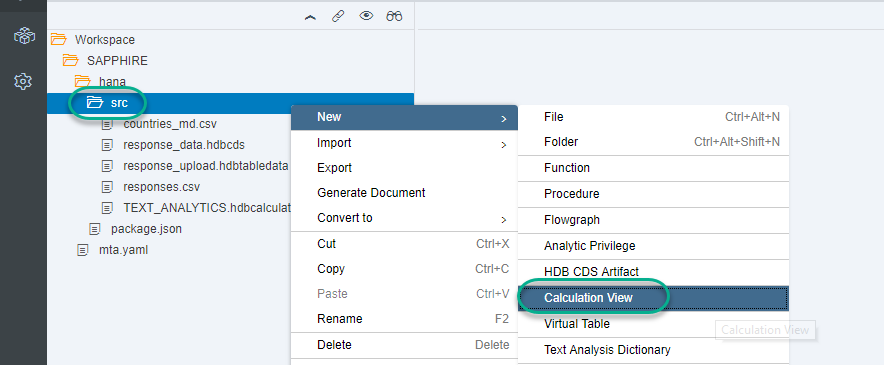 Workspace
SAPPHIRE
hana
src
countries_md.csv
response_data.hdbcds
response_upload.hdbtabledata
responses.csv
TEXT_ANALYTICS.hdbcalculat
package.json
mta.yaml
New
Import
Export
Generate Document
Convert to
Cut Ctrl+X
Copy Ctrl+C
Paste Ctrl+V
Rename F2
Delete Delete
File Ctrl+Alt+N
Folder Ctrl+Alt+Shift+N
Function
Procedure
Flowgraph
Analytic Privilege
HDB CDS Artifact
Calculation View
Virtual Table
Calculation View
Text Analysis Dictionary